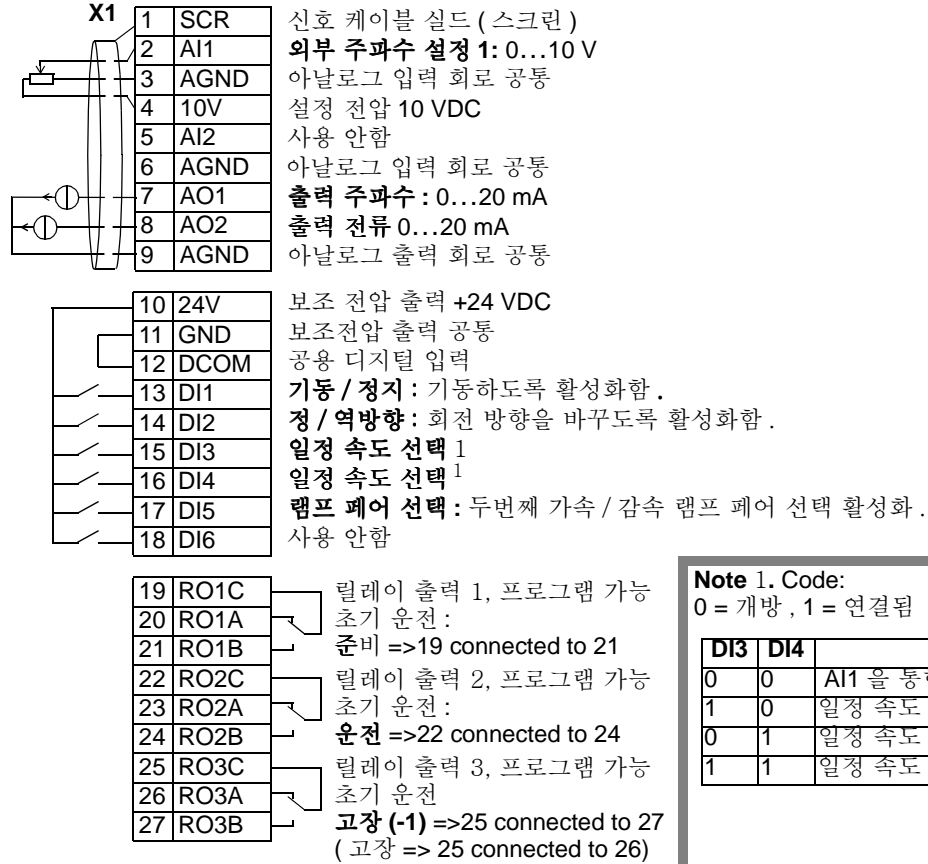 X1
1 SCR 신호 케이블 실드 ( 스크린 )
2 AI1 외부 주파수 설정 1: 0…10 V
3 AGND 아날로그 입력 회로 공통
4 10V 설정 전압 10 VDC
5 AI2 사용 안함
6 AGND 아날로그 입력 회로 공통
7 AO1 출력 주파수 : 0…20 mA
8 AO2 출력 전류 0…20 mA
9 AGND 아날로그 출력 회로 공통
10 24V 보조 전압 출력 +24 VDC
11 GND 보조전압 출력 공통
12 DCOM 공용 디지털 입력
13 DI1 기동 / 정지 : 기동하도록 활성화함 .
14 DI2 정 / 역방향 : 회전 방향을 바꾸도록 활성화함 .
15 DI3 일정 속도 선택 1
16 DI4 일정 속도 선택 1
17 DI5 램프 페어 선택 : 두번째 가속 / 감속 램프 페어 선택 활성화 .
18 DI6 사용 안함
19 RO1C 릴레이 출력 1, 프로그램 가능
20 RO1A 초기 운전 :
21 RO1B 준비 =>19 connected to 21
22 RO2C 릴레이 출력 2, 프로그램 가능
23 RO2A 초기 운전 :
24 RO2B 운전 =>22 connected to 24
25 RO3C 릴레이 출력 3, 프로그램 가능
26 RO3A 초기 운전
27 RO3B 고장 (-1) =>25 connected to 27
( 고장 => 25 connected to 26)
Note 1. Code:
0 = 개방 , 1 = 연결됨
DI3 DI4
0 0 AI1 을
1 0 일정 속도
0 1 일정 속도
1 1 일정 속도